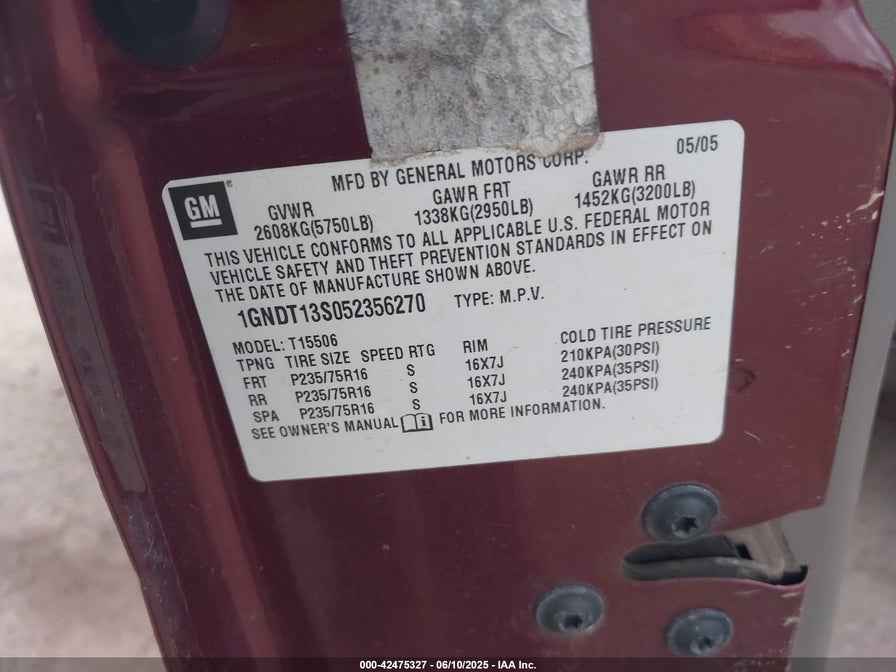 05/05
MFD BY GENERAL MOTORS CORP.
GM
GVWR GAWR FRT GAWR RR
2608KG(5750LB) 1338KG(2950LB) 1452KG(3200LB)
THIS VEHICLE CONFORMS TO ALL APPLICABLE U.S. FEDERAL MOTOR
VEHICLE SAFETY AND THEFT PREVENTION STANDARDS IN EFFECT ON
THE DATE OF MANUFACTURE SHOWN ABOVE.
1GNDT13S052356270 TYPE: M.P.V.
MODEL: T15506
TPNG TIRE SIZE SPEED RTG RIM COLD TIRE PRESSURE
FRT P235/75R16 S 16X7J 210KPA(30PSI)
RR P235/75R16 S 16X7J 240KPA(35PSI)
SPA P235/75R16 S 16X7J 240KPA(35PSI)
SEE OWNER'S MANUAL FOR MORE INFORMATION.
000-42475327 - 06/10/2025 - IAA Inc.